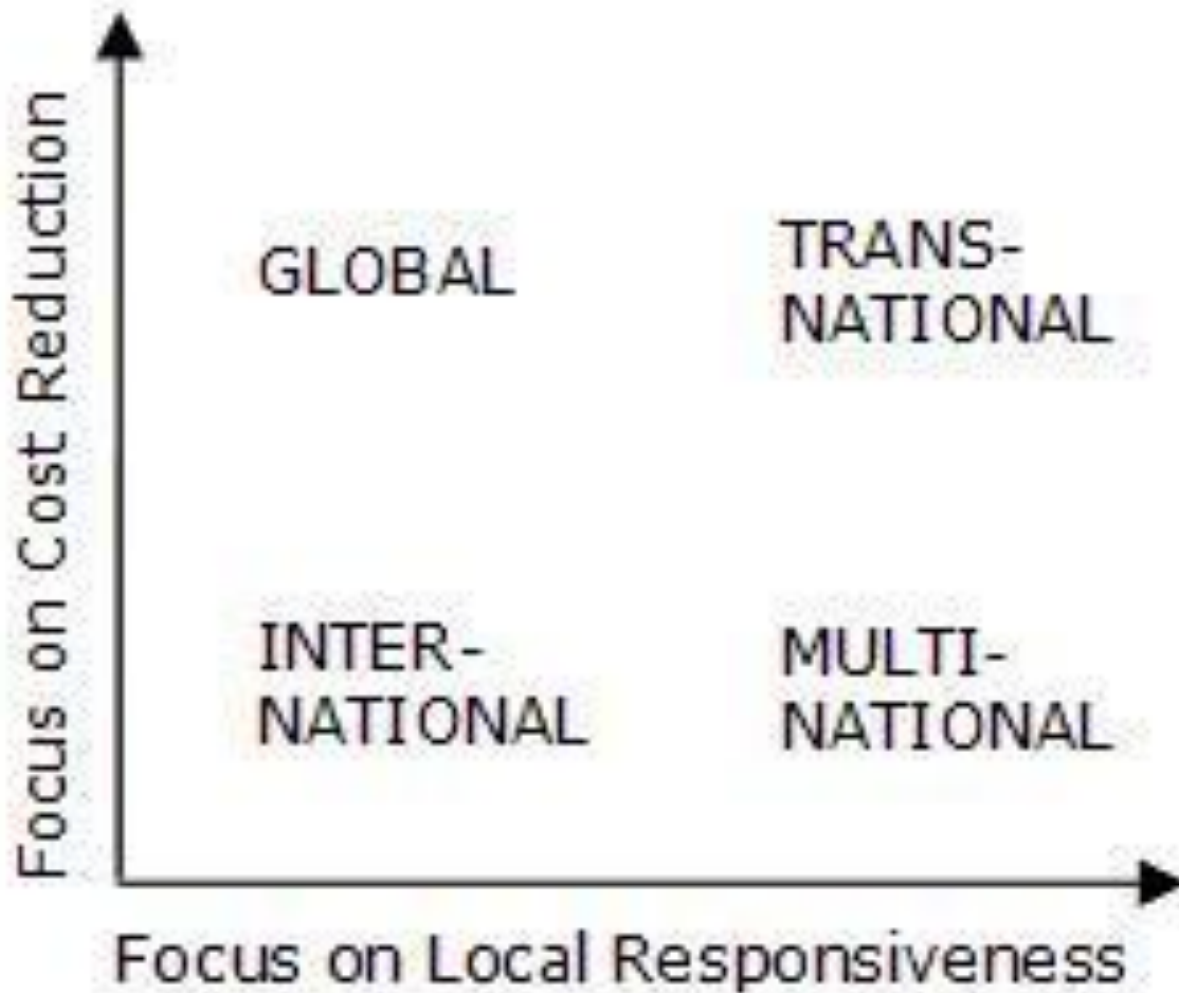 Focus on Cost Reduction
GLOBAL
TRANS-
NATIONAL
INTER-
NATIONAL
MULTI-
NATIONAL
Focus on Local Responsiveness